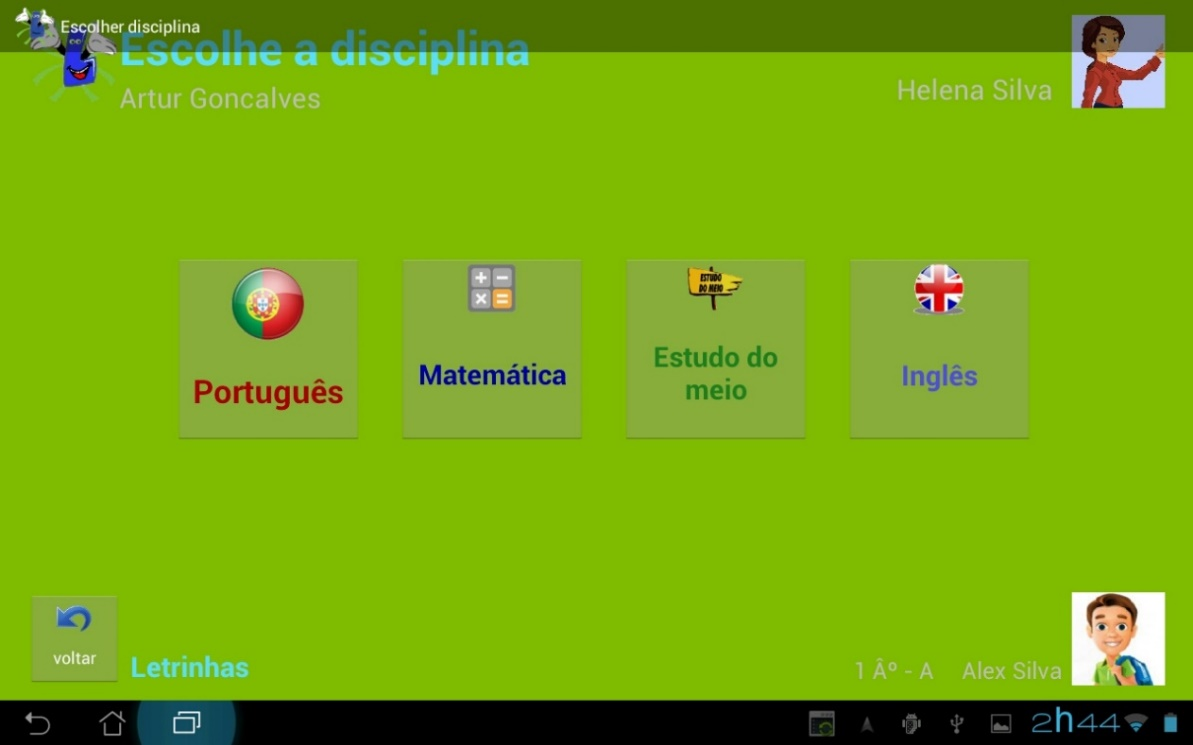 Escolher disciplina
Escolhe a disciplina
Artur Goncalves
Helena Silva
Português
Matemática
ESTUDO
DO MEIO
Estudo do
meio
Inglês
voltar
Letrinhas
1 Âº - A Alex Silva
2h44